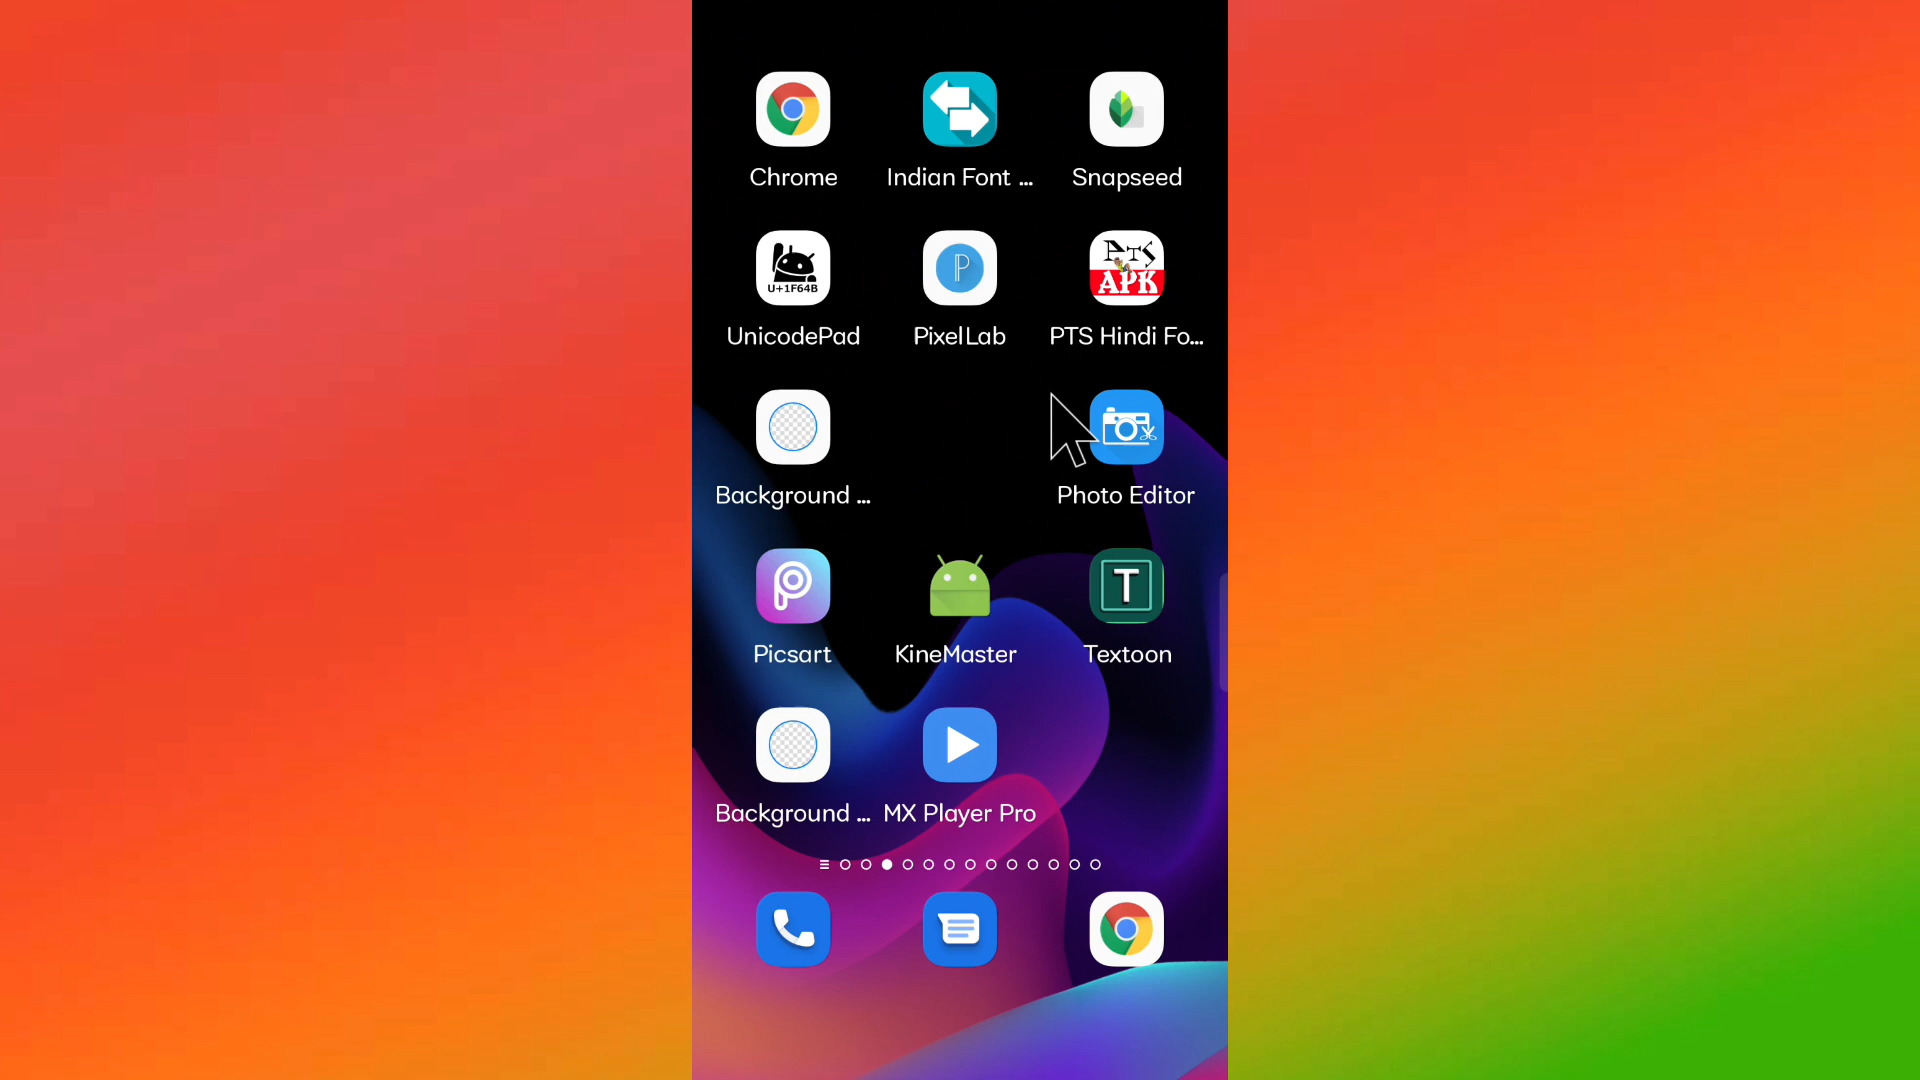 Chrome
Indian Font ...
Snapseed
U+1F64B
PTS
APK
UnicodePad
PixelLab
PTS Hindi Fo...
Background ...
Photo Editor
T
Picsart
KineMaster
Textoon
Background ...
MX Player Pro